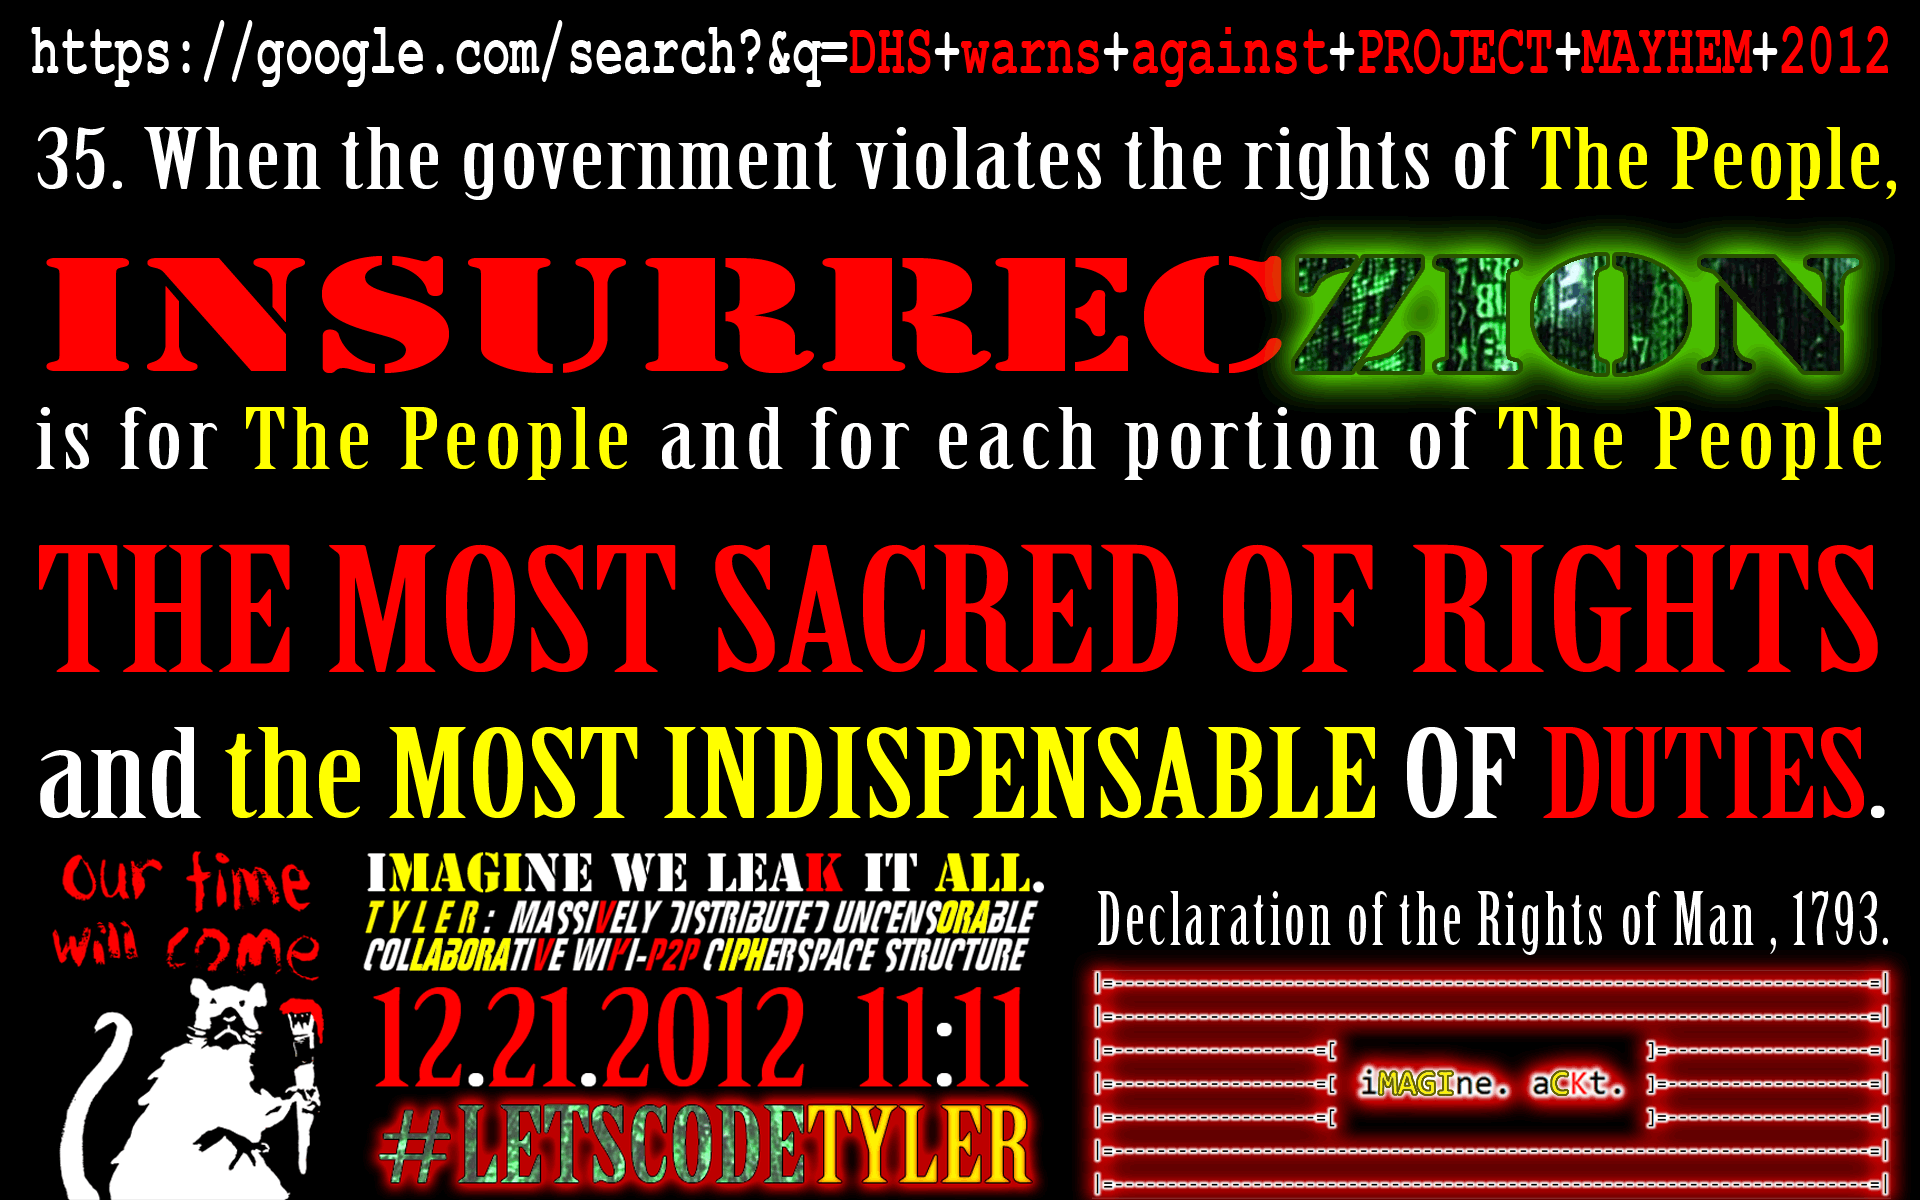 https://google.com/search?&q=DHS+warns+against+PROJECT+MAYHEM+2012
35. When the government violates the rights of The People,
INSURRECZION
is for The People and for each portion of The People
THE MOST SACRED OF RIGHTS
and the MOST INDISPENSABLE OF DUTIES.
our time
will come
IMAGINE WE LEAK IT ALL.
TYLER: MASSIVELY DISTRIBUTED UNCENSORABLE
COLLABORATIVE WIKI-P2P CIPHERSPACE STRUCTURE
12.21.2012 11:11
#LETSCODETYLER
Declaration of the Rights of Man , 1793.
iMAGIne. aCKt.